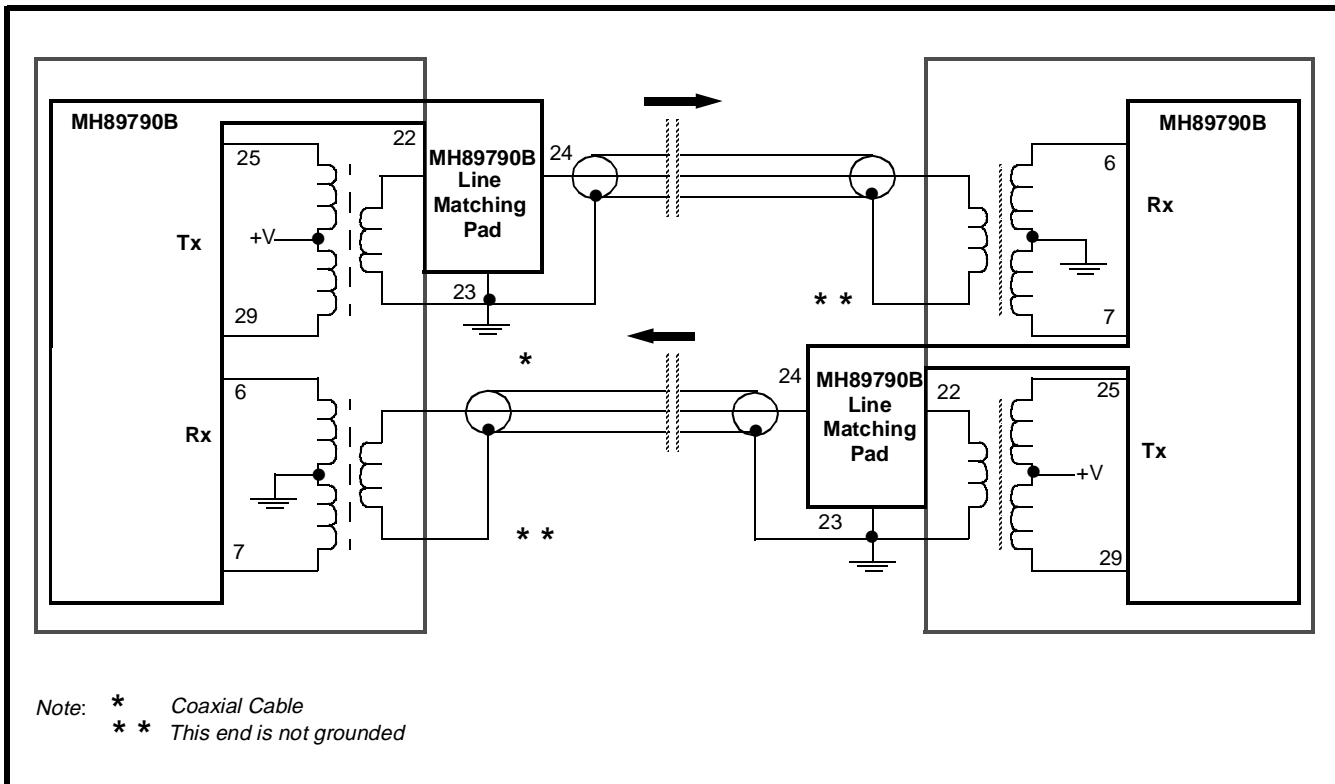 MH89790B
MH89790B
25
22
MH89790B
Line
Matching
Pad
24
6
Tx
+V
Rx
23
* *
29
7
*
6
24
MH89790B
Line
Matching
Pad
22
25
Rx
Tx
+V
7
* *
23
29
Note: * Coaxial Cable
* * This end is not grounded